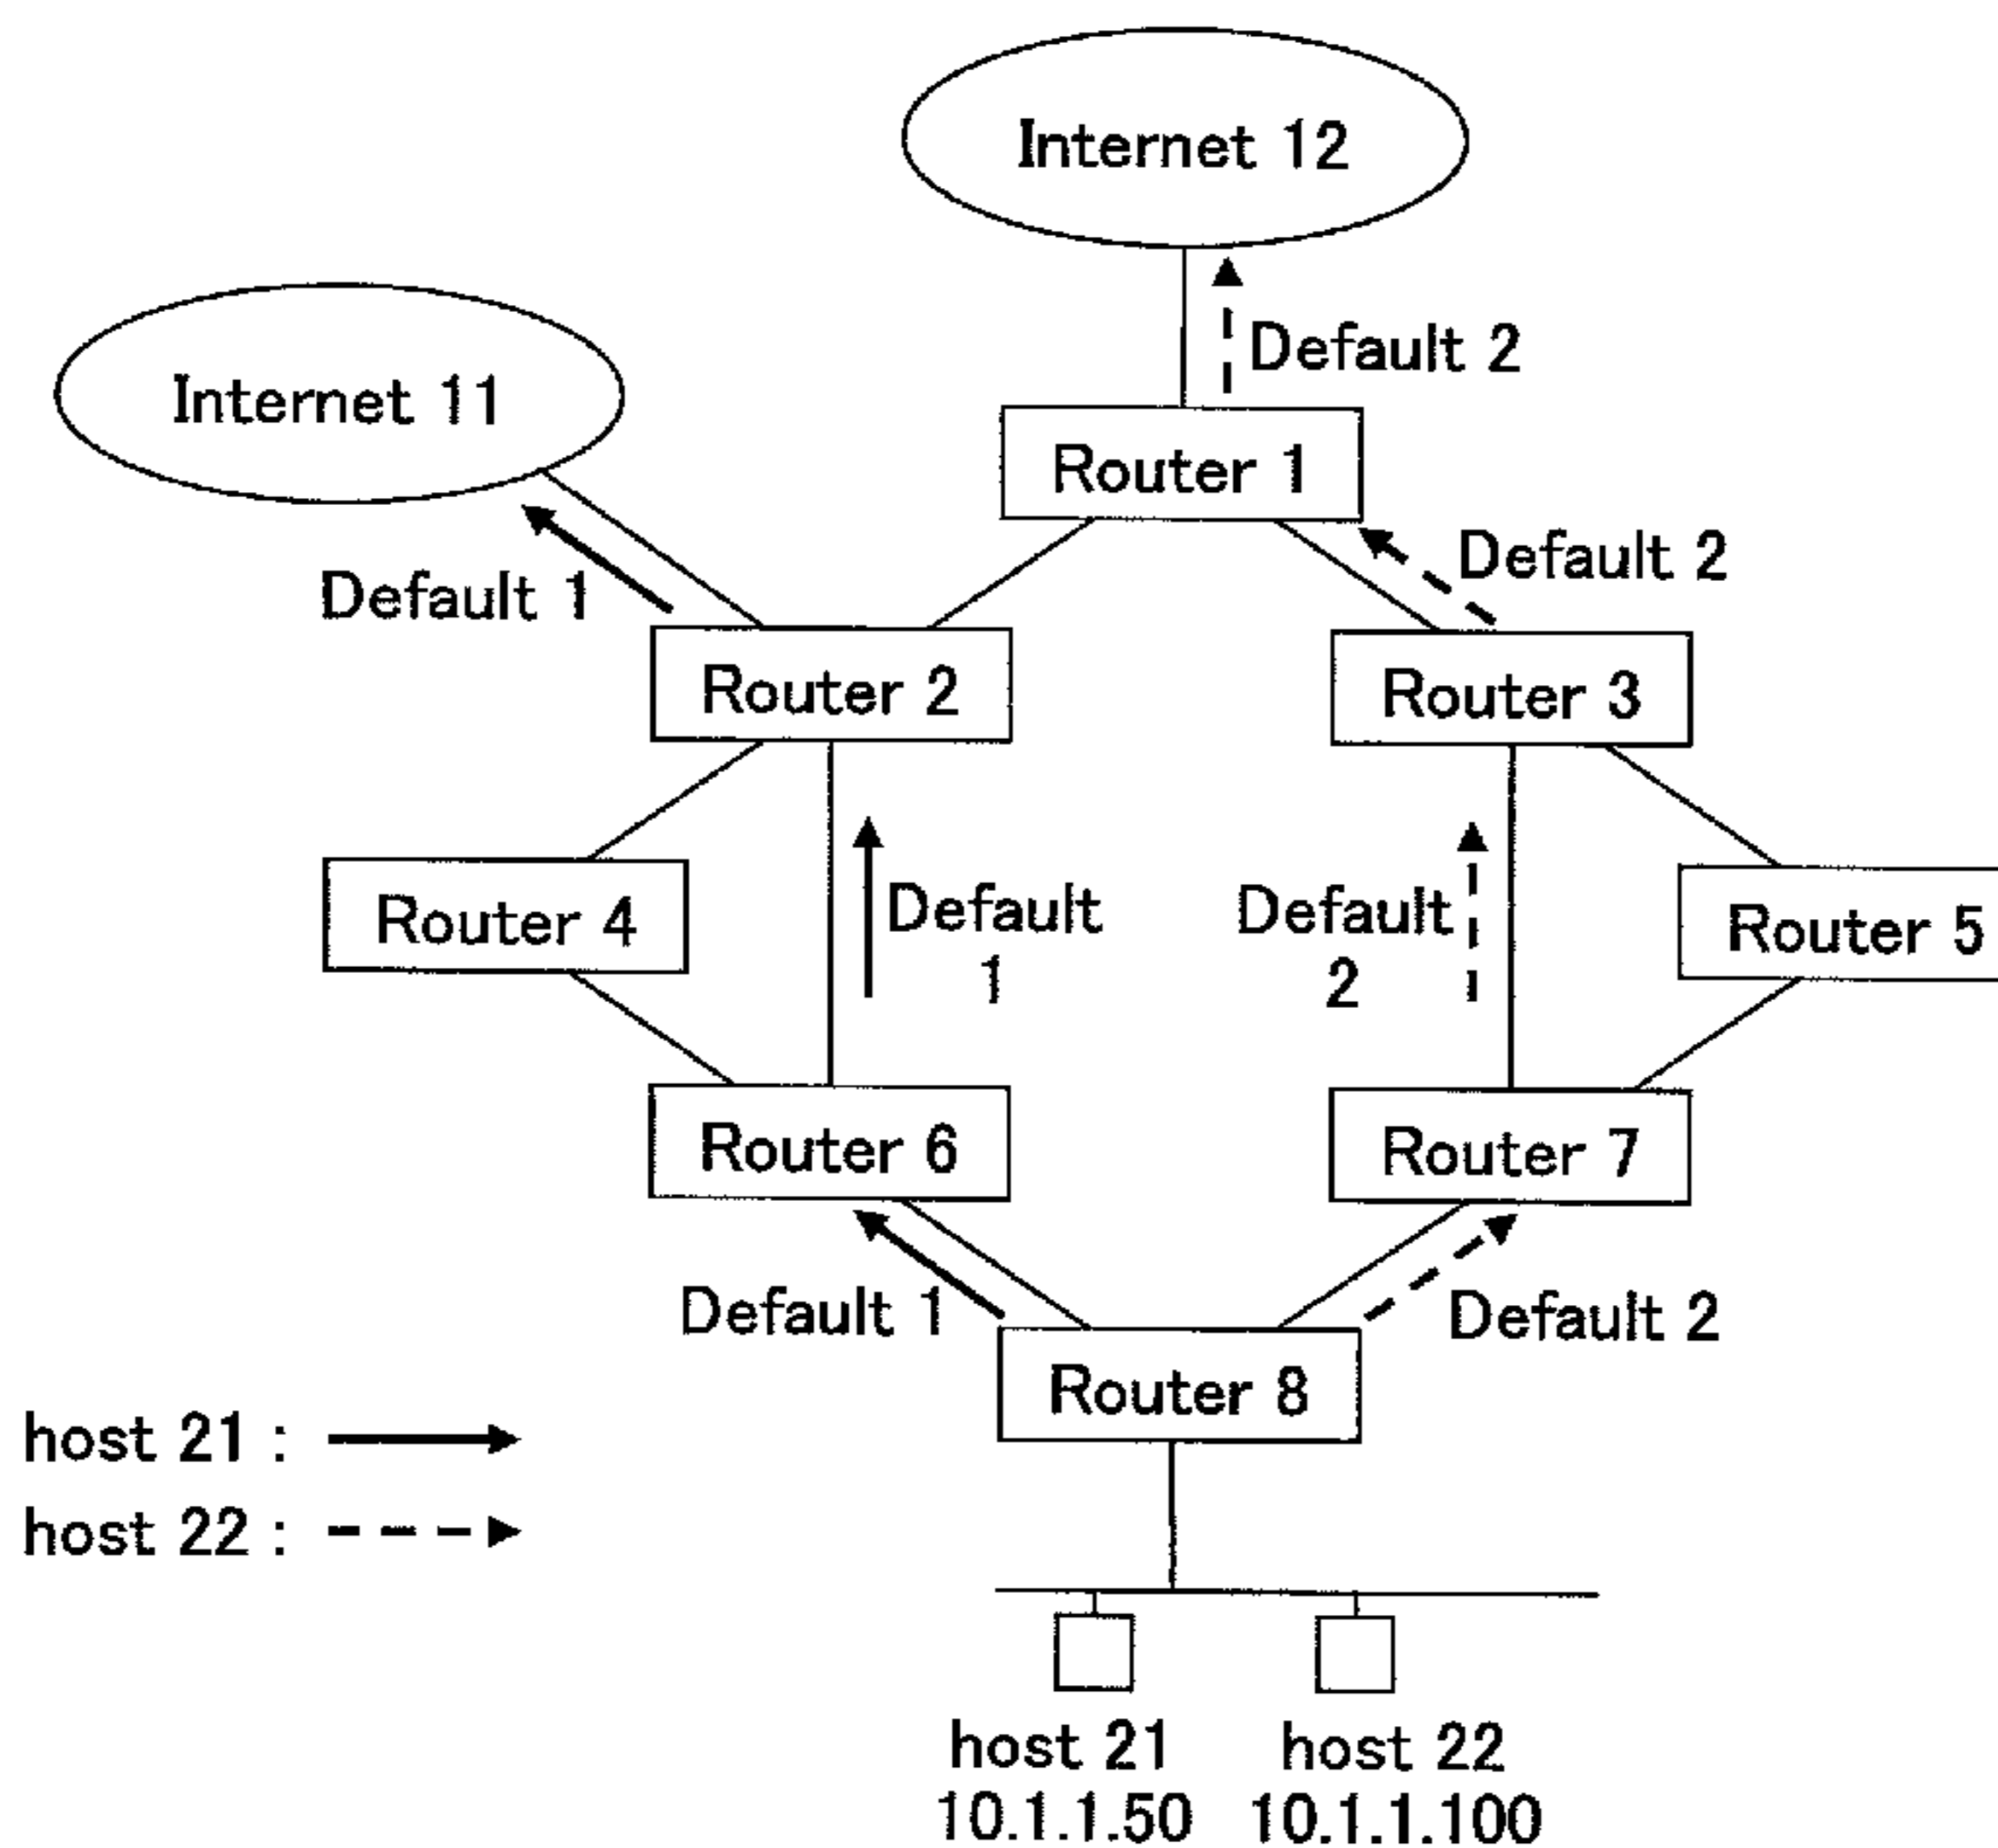 Internet 12
Default 2
Internet 11
Router 1
Default 2
Default 1
Router 2
Router 3
Router 4
Default
1
Default
2
Router 5
Router 6
Router 7
Default 1
Default 2
Router 8
host 21 :
host 22 :
host 21
10.1.1.50
host 22
10.1.1.100